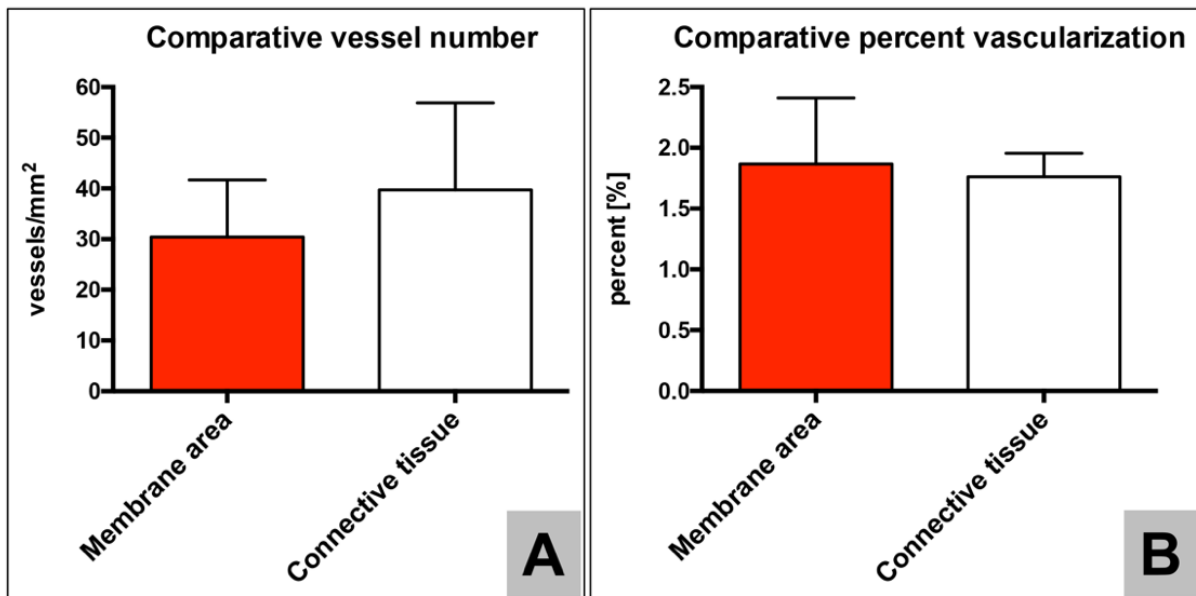 Comparative vessel number
60
50
40
30
20
10
0
vessels/mm²
Membrane area
Connective tissue
A
Comparative percent vascularization
2.5
2.0
1.5
1.0
0.5
0.0
percent [%]
Membrane area
Connective tissue
B